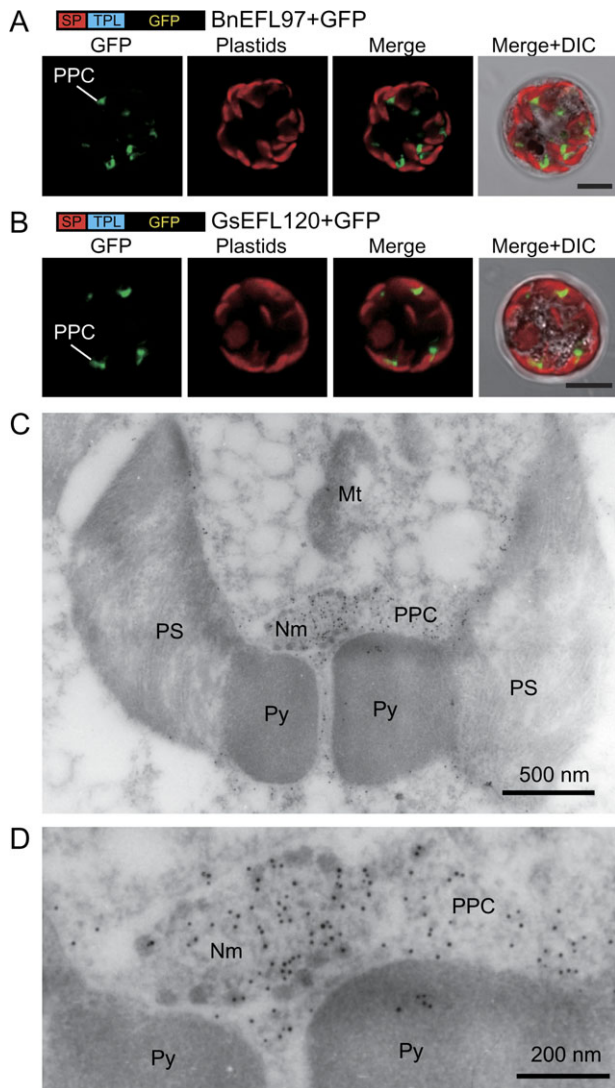 A
SP TPL GFP BnEFL97+GFP
GFP Plastids Merge Merge+DIC
PPC
B
SP TPL GFP GsEFL120+GFP
GFP Plastids Merge Merge+DIC
PPC
C
Mt
Nm PPC
PS
PS
Py Py
500 nm
D
PPC
Nm
Py Py
200 nm